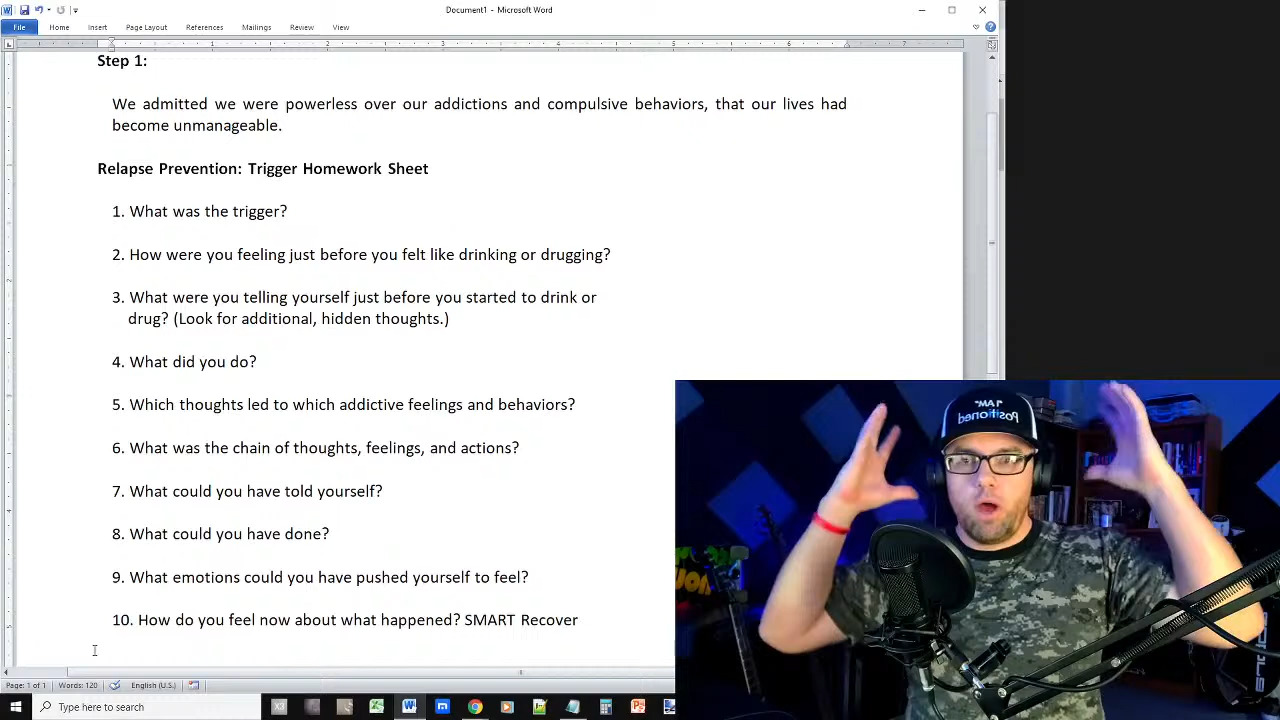 Document1 - Microsoft Word
File Home Insert Page Layout References Mailings Review View
Step 1:
We admitted we were powerless over our addictions and compulsive behaviors, that our lives had
become unmanageable.
Relapse Prevention: Trigger Homework Sheet
1. What was the trigger?
2. How were you feeling just before you felt like drinking or drugging?
3. What were you telling yourself just before you started to drink or
drug? (Look for additional, hidden thoughts.)
4. What did you do?
5. Which thoughts led to which addictive feelings and behaviors?
6. What was the chain of thoughts, feelings, and actions?
7. What could you have told yourself?
8. What could you have done?
9. What emotions could you have pushed yourself to feel?
10. How do you feel now about what happened? SMART Recover
"I AM"
Positioned
Page: 1 of 1 Words: 120 English (U.S.)
Type here to search